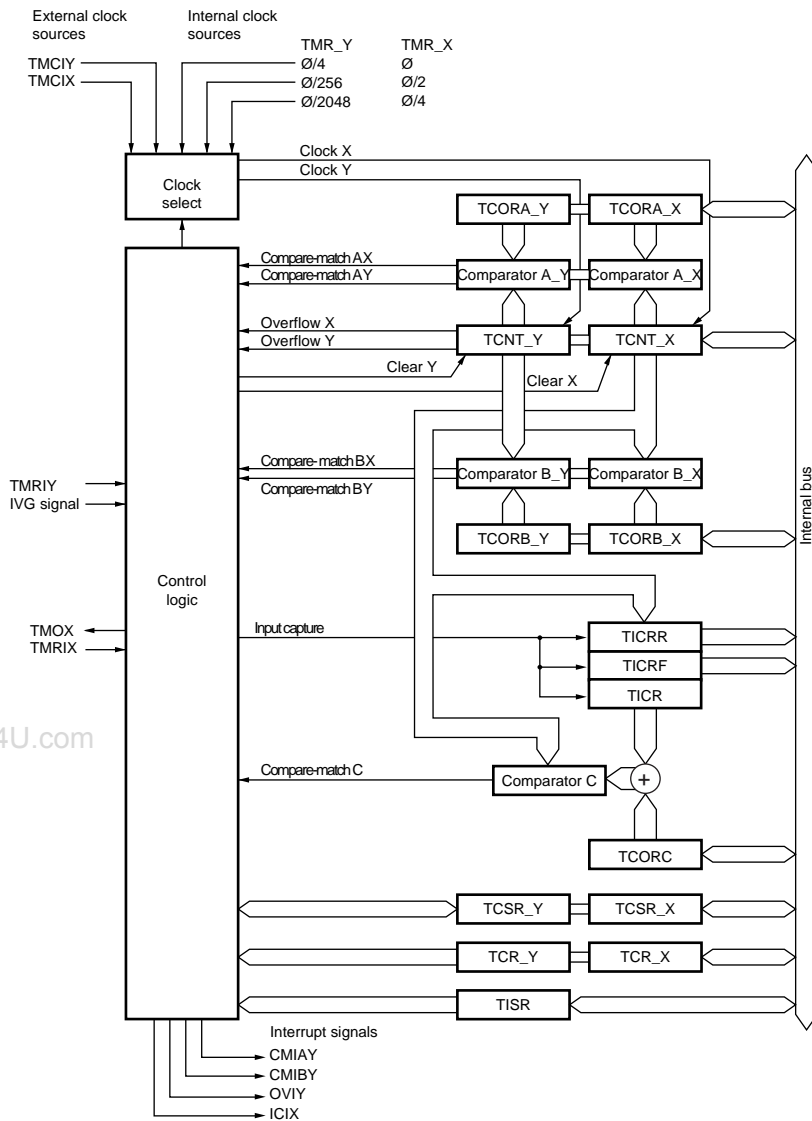 External clock sources
Internal clock sources
TMR_Y TMR_X
TMCIY Ø/4 Ø
TMCIX Ø/256 Ø/2
Ø/2048 Ø/4
Clock X
Clock Y
Clock select
TCORA_Y TCORA_X
Compare-match AX
Compare-match AY
Comparator A_Y Comparator A_X
Overflow X
Overflow Y
TCNT_Y TCNT_X
Clear Y
Clear X
Compare- match BX
Compare-match BY
Comparator B_Y Comparator B_X
TMRIY
IVG signal
TCORB_Y TCORB_X
Internal bus
Control logic
TMOX
TMRIX
Input capture
TICRR
TICRF
TICR
4U.com
Compare-match C
Comparator C
+
TCORC
TCSR_Y TCSR_X
TCR_Y TCR_X
TISR
Interrupt signals
CMIAY
CMIBY
OVIY
ICIX